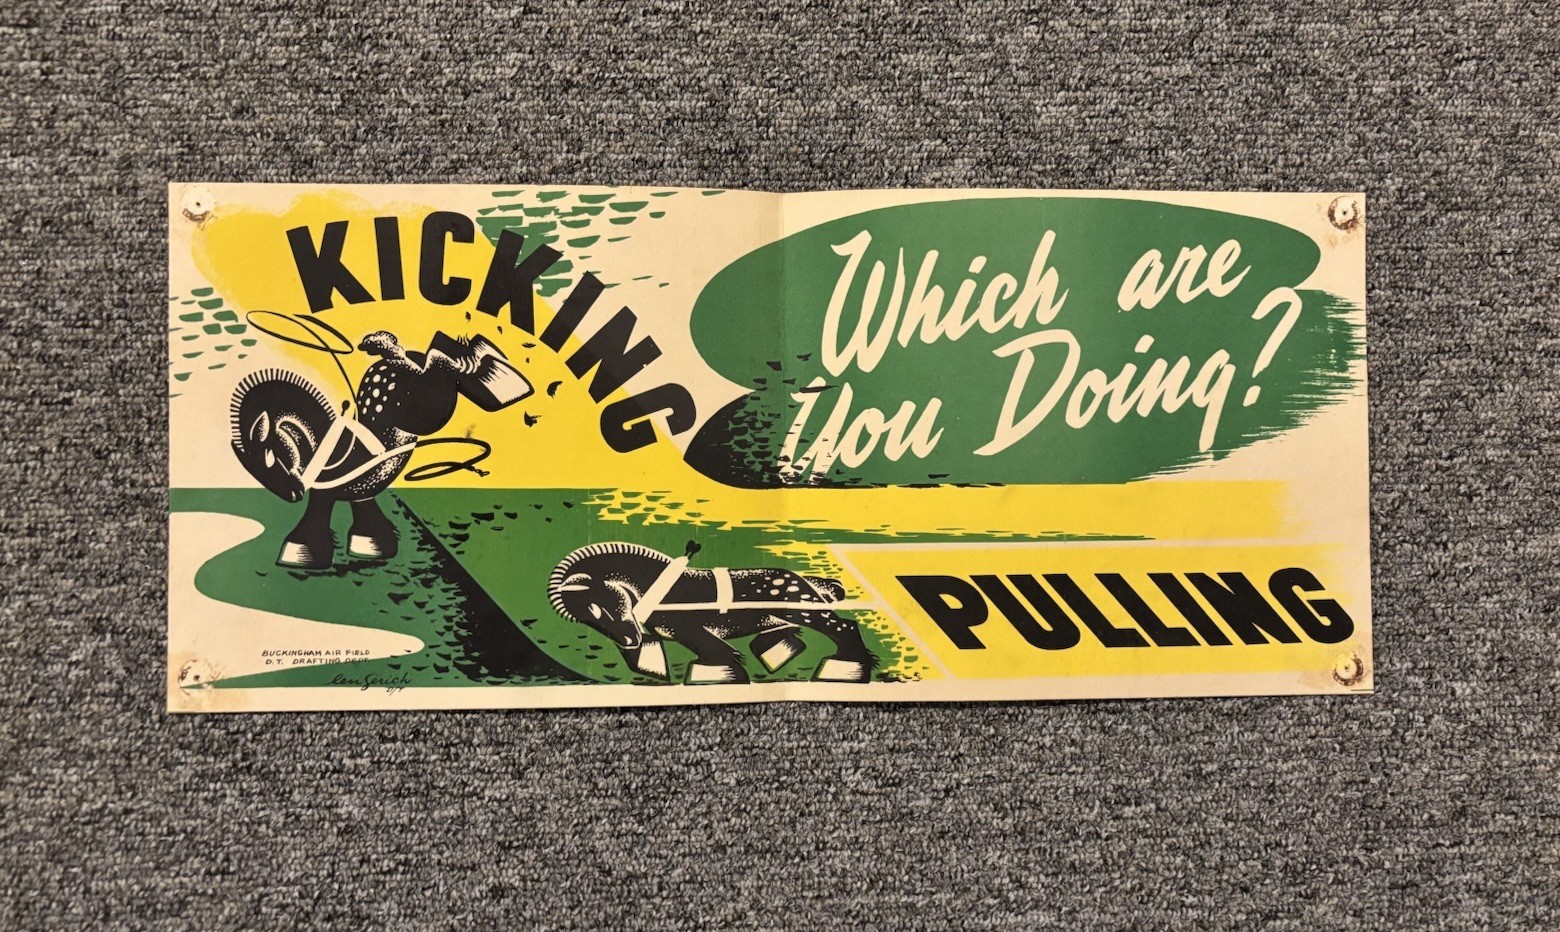 KICKING
Which are
You Doing?
PULLING
BUCKINGHAM AIR FIELD
D.T. DRAFTING DEPT